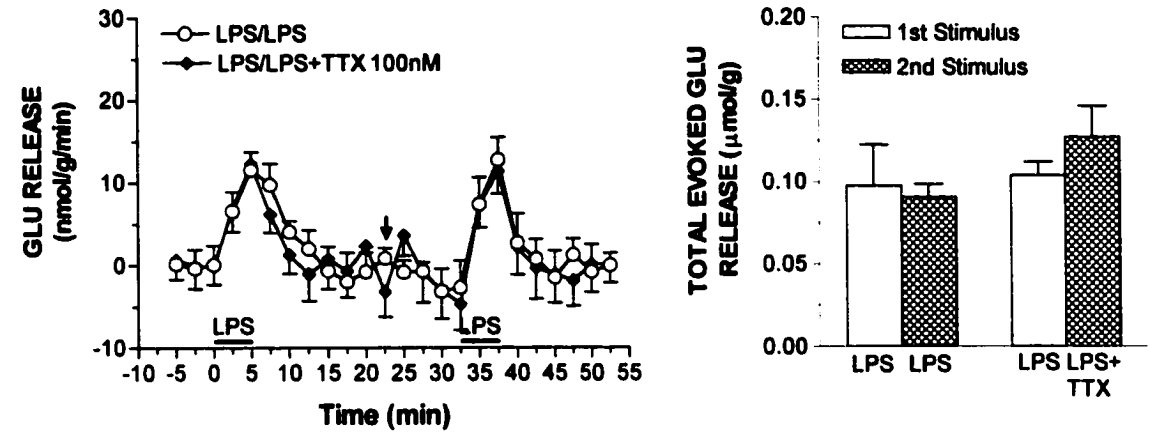 GLU RELEASE
(nmol/g/min)
30
20
10
0
-10
LPS/LPS
LPS/LPS+TTX 100nM
LPS
LPS
-10 -5 0 5 10 15 20 25 30 35 40 45 50 55
Time (min)
TOTAL EVOKED GLU
RELEASE (μmol/g)
0.20
0.15
0.10
0.05
0.00
1st Stimulus
2nd Stimulus
LPS LPS LPS LPS+
TTX